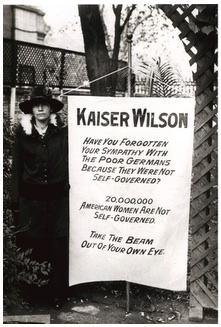 KAISER WILSON
HAVE YOU FORGOTTEN
YOUR SYMPATHY WITH
THE POOR GERMANS
BECAUSE THEY WERE NOT
SELF-GOVERNED?
20,000,000
AMERICAN WOMEN ARE NOT
SELF-GOVERNED.
TAKE THE BEAM
OUT OF YOUR OWN EYE.